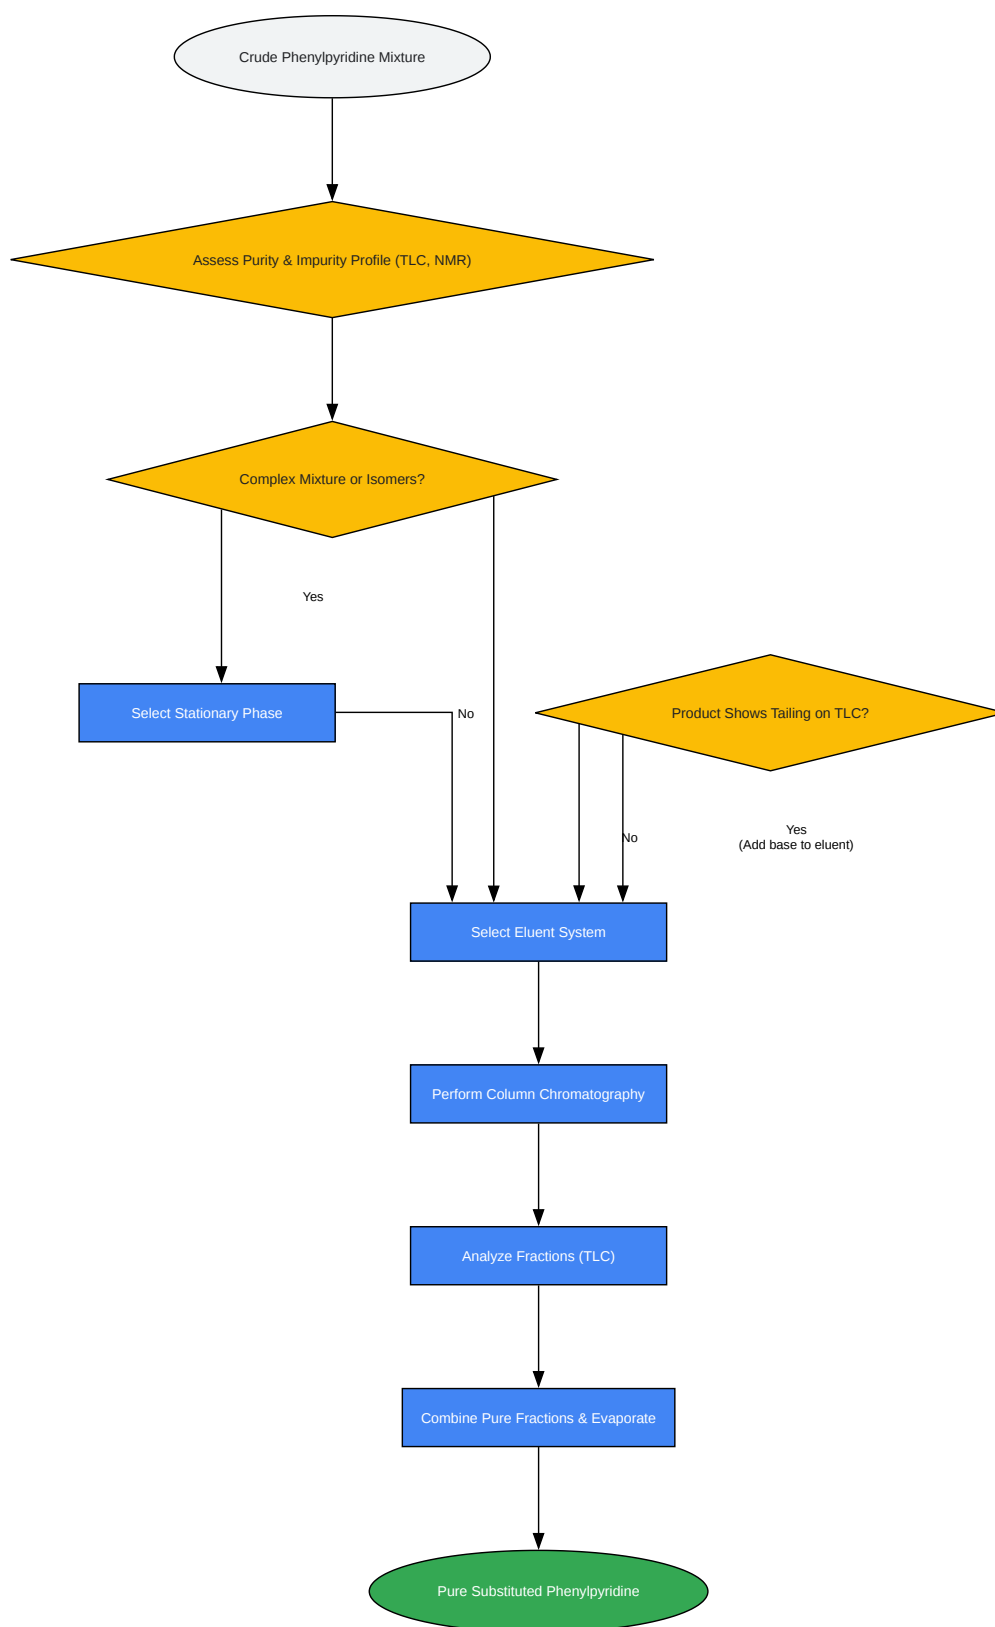 Crude Phenylpyridine Mixture
Assess Purity & Impurity Profile (TLC, NMR)
Complex Mixture or Isomers?
Yes
Select Stationary Phase
No
Product Shows Tailing on TLC?
No
Yes
(Add base to eluent)
Select Eluent System
Perform Column Chromatography
Analyze Fractions (TLC)
Combine Pure Fractions & Evaporate
Pure Substituted Phenylpyridine